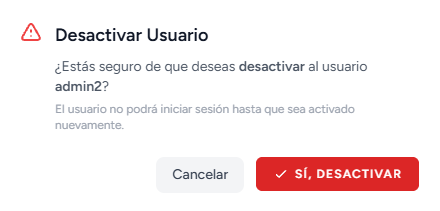 Desactivar Usuario
¿Estás seguro de que deseas desactivar al usuario
admin2?
El usuario no podrá iniciar sesión hasta que sea activado
nuevamente.
Cancelar
SÍ, DESACTIVAR